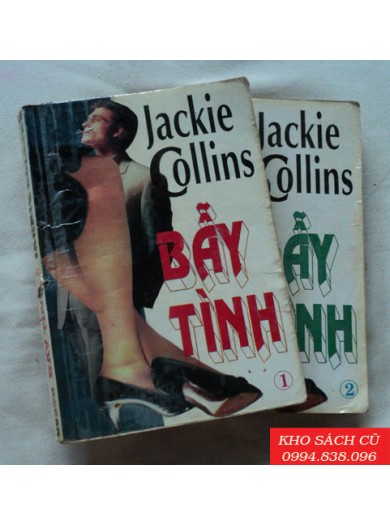 Jackie
Collins
BẪY
TÌNH
1
Jackie
Collins
ẪY
NH
2
KHO SÁCH CŨ
0994.838.096